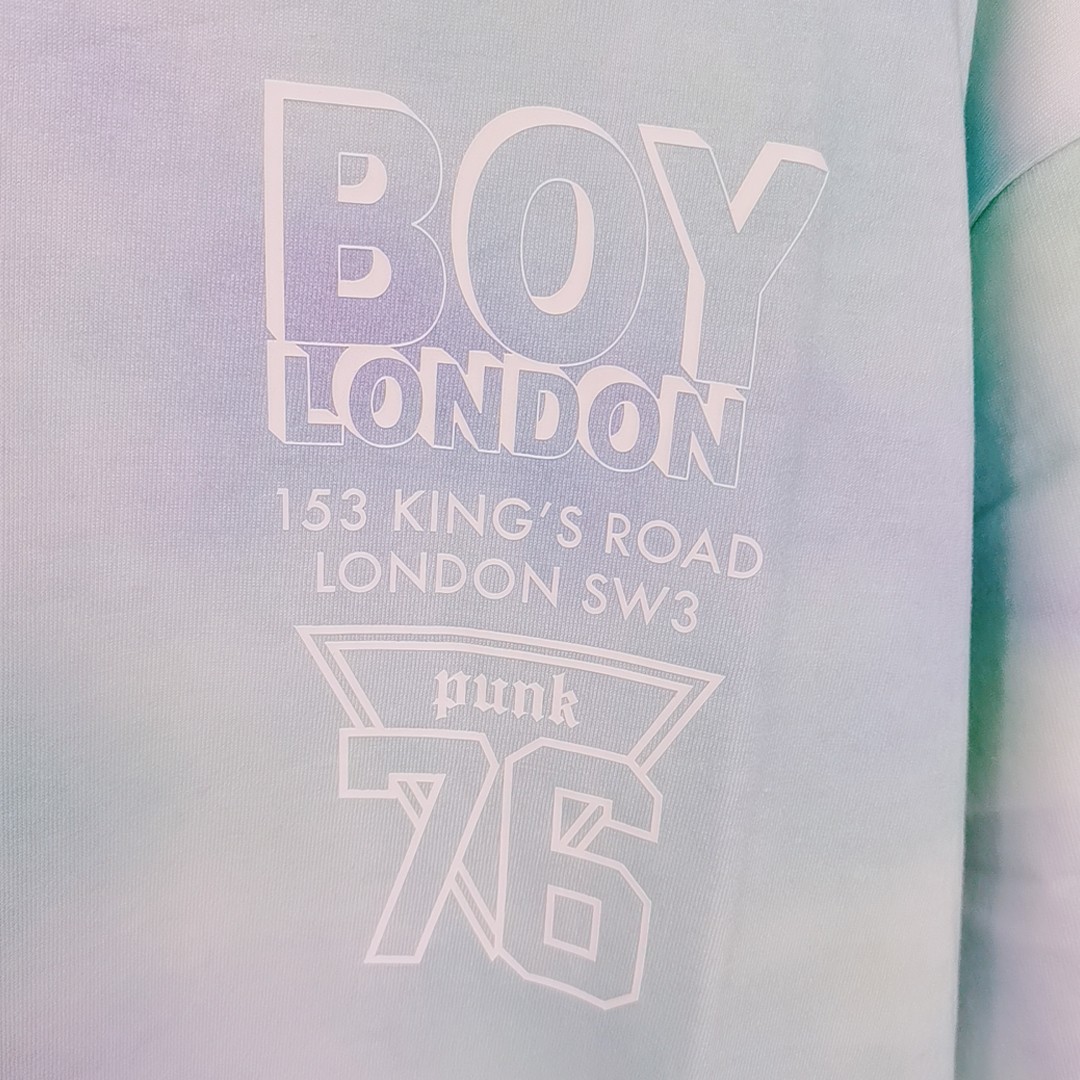 BOY
LONDON
153 KING'S ROAD
LONDON SW3
punk
76